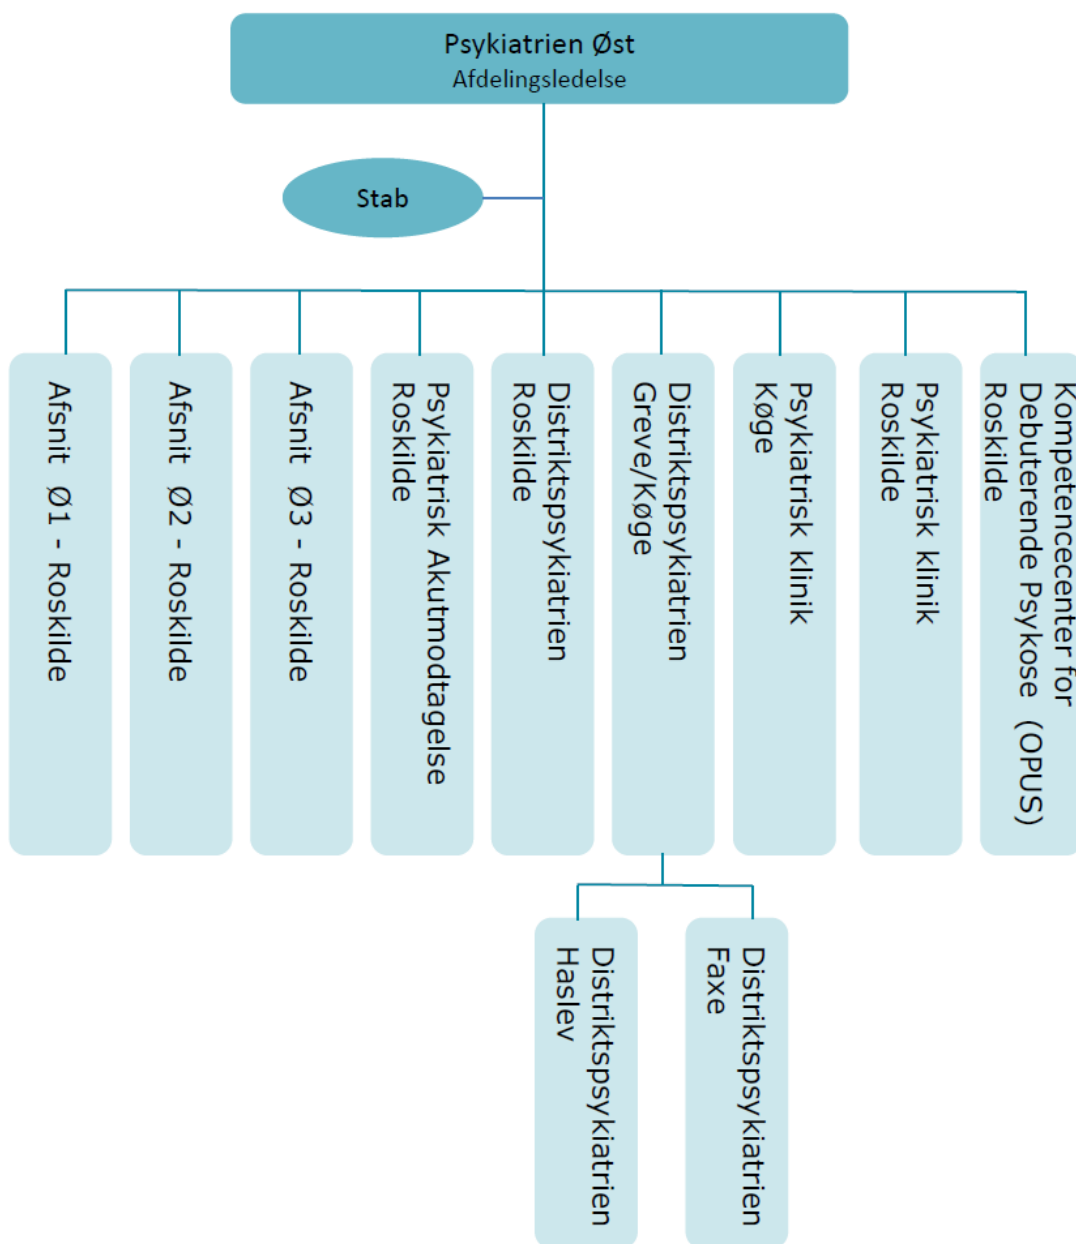 Psykiatrien Øst
Afdelingsledelse
Stab
Afsnit Ø1 - Roskilde
Afsnit Ø2 - Roskilde
Afsnit Ø3 - Roskilde
Psykiatrisk Akutmodtagelse
Roskilde
Distriktspsykiatrien
Roskilde
Distriktspsykiatrien
Greve/Køge
Psykiatrisk klinik
Køge
Psykiatrisk klinik
Roskilde
Kompetencecenter for
Debuterende Psykose (OPUS)
Roskilde
Distriktspsykiatrien
Haslev
Distriktspsykiatrien
Faxe